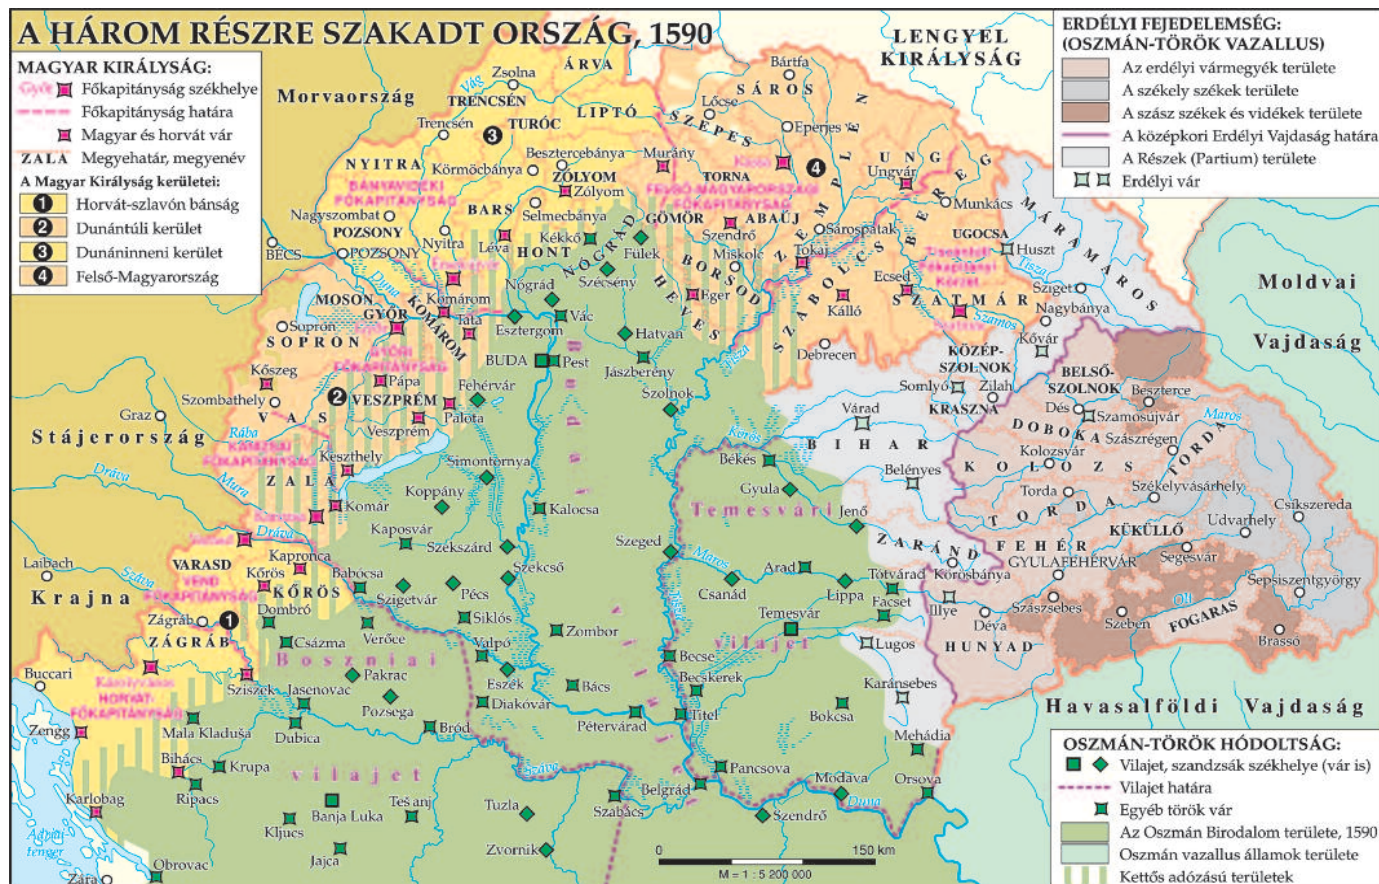 A HÁROM RÉSZRE SZAKADT ORSZÁG, 1590
MAGYAR KIRÁLYSÁG:
Győr Főkapitányság székhelye
Főkapitányság határa
Magyar és horvát vár
ZALA Megyehatár, megyenév
A Magyar Királyság kerületei:
1 Horvát-szlavón bánság
2 Dunántúli kerület
3 Dunáninneni kerület
4 Felső-Magyarország
ERDÉLYI FEJEDELEMSÉG:
(OSZMÁN-TÖRÖK VAZALLUS)
Az erdélyi vármegyék területe
A székely székek területe
A szász székek és vidékek területe
A középkori Erdélyi Vajdaság határa
A Részek (Partium) területe
Erdélyi vár
LENGYEL
KIRÁLYSÁG
Morvaország
Moldvai
Vajdaság
Stájerország
Krajna
Havasalföldi Vajdaság
ÁRVA
Zsolna
Vág
TRENCSÉN
Trencsén
3
TURÓC
LIPTÓ
SZEPES
Lőcse
SÁROS
Bártfa
Eperjes
ZEMPLÉN
NYITRA
Körmöcbánya
Besztercebánya
ZÓLYOM
Zólyom
Murány
TORNA
Kassa
4
UNG
Ungvár
BEREG
Munkács
BÁNYAVIDÉKI
FŐKAPITÁNYSÁG
FELSŐ-MAGYARORSZÁGI
FŐKAPITÁNYSÁG
Nagyszombat
POZSONY
POZSONY
Nyitra
BARS
Selmecbánya
Léva
HONT
Kékkő
NÓGRÁD
Fülek
GÖMÖR
Szendrő
ABAÚJ
Miskolc
BORSOD
Sárospatak
Tokaj
UGOCSA
Huszt
MÁRAMAROS
Tisza
Sziget
BÉCS
Duna
Érsekújvár
Komárom
KOMÁROM
Tata
Nógrád
Szécsény
HEVES
Eger
SZABOLCS
Kálló
Ecsed
SZATMÁR
Szamos
Nagybánya
Kővár
MOSON
GYŐR
Győr
GYŐRI
FŐKAPITÁNYSÁG
Sopron
SOPRON
Esztergom
Vác
Hatvan
BUDA
Pest
Jászberény
Tisza
Debrecen
KÖZÉP-
SZOLNOK
Somlyó
Zilah
KRASZNA
BELSŐ-
SZOLNOK
Dés
Szamosújvár
Beszterce
DOBOKA
Szászrégen
Maros
Kőszeg
Szombathely
VAS
2
Pápa
VESZPRÉM
Veszprém
Palota
Fehérvár
Szolnok
Várad
BIHAR
Körös
Belényes
Kolozsvár
KOLOZS
TORDA
Torda
TORDA
Székelyvásárhely
Csíkszereda
Udvarhely
KÜKÜLLŐ
Segesvár
Graz
Rába
Dráva
Mura
KANIZSAI
FŐKAPITÁNYSÁG
ZALA
Kanizsa
Keszthely
Komár
Simontornya
Koppány
Kaposvár
Szekszárd
Kalocsa
Szeged
Békés
Gyula
Temesvári
vilajet
Jenő
ZARÁND
Kőrösbánya
FEHÉR
GYULAFEHÉRVÁR
Sepsiszentgyörgy
Laibach
Száva
VARASD
VEND
FŐKAPITÁNYSÁG
Dráva
Kapronca
Kőrös
KŐRÖS
Babócsa
Szigetvár
Pécs
Szekcső
Siklós
Maros
Csanád
Arad
Lippa
Tótvárad
Facset
Illye
Déva
HUNYAD
Szászsebes
Szeben
Olt
FOGARAS
Brassó
Zágráb
ZÁGRÁB
1
Dombró
Csázma
Verőce
Valpó
Zombor
Temesvár
Lugos
Karánsebes
Buccari
HORVÁT-
FŐKAPITÁNYSÁG
Sziszek
Jasenovac
Boszniai
vilajet
Pakrac
Pozsega
Eszék
Diakóvár
Bács
Becse
Becskerek
Titel
Pétervárad
Bokcsa
Mehádia
Zengg
Mala Kladuša
Dubica
Bród
Bihács
Krupa
Ripacs
Karlobag
Kljucs
Banja Luka
Tešanj
Tuzla
Száva
Szabács
Belgrád
Pancsova
Modava
Duna
Szendrő
Orsova
Jajca
Zvornik
Obrovac
Zára
Adriai-
tenger
0 150 km
M = 1 : 5 200 000
OSZMÁN-TÖRÖK HÓDOLTSÁG:
Vilajet, szandzsák székhelye (vár is)
Vilajet határa
Egyéb török vár
Az Oszmán Birodalom területe, 1590
Oszmán vazallus államok területe
Kettős adózású területek